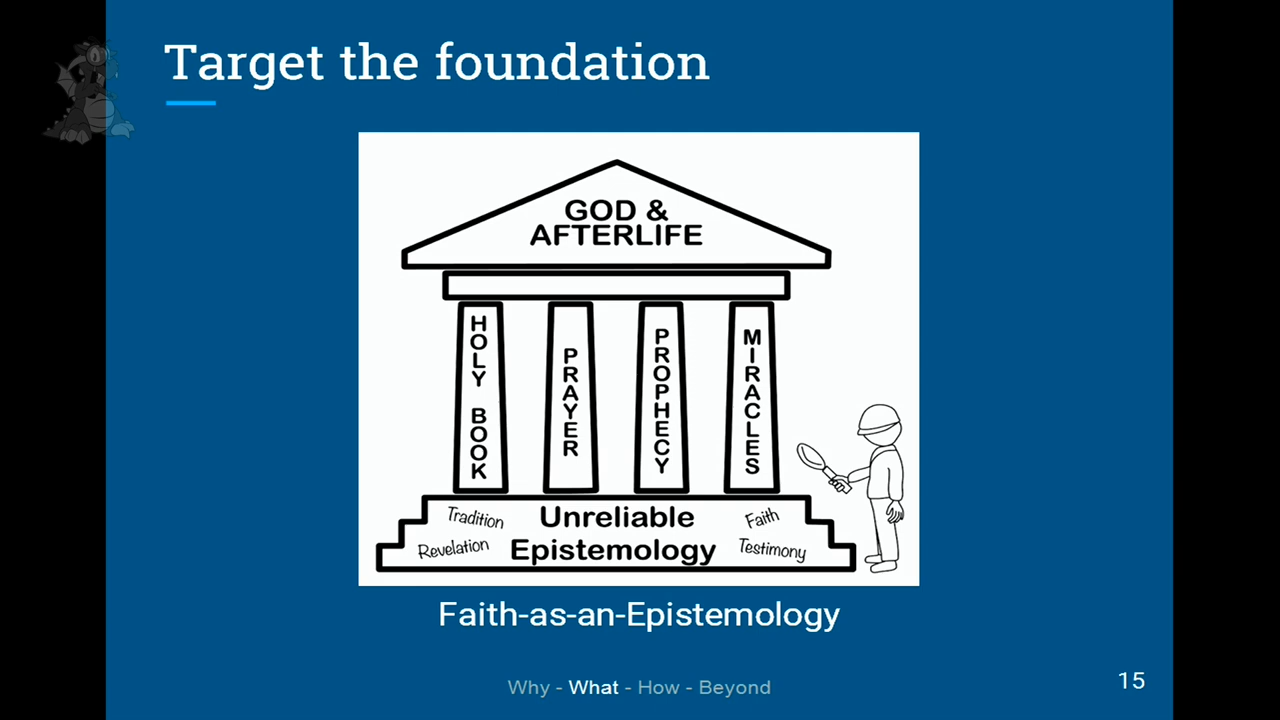 Target the foundation
GOD &
AFTERLIFE
HOLY BOOK
PRAYER
PROPHECY
MIRACLES
Tradition
Unreliable
Faith
Revelation
Epistemology
Testimony
Faith-as-an-Epistemology
Why - What - How - Beyond
15